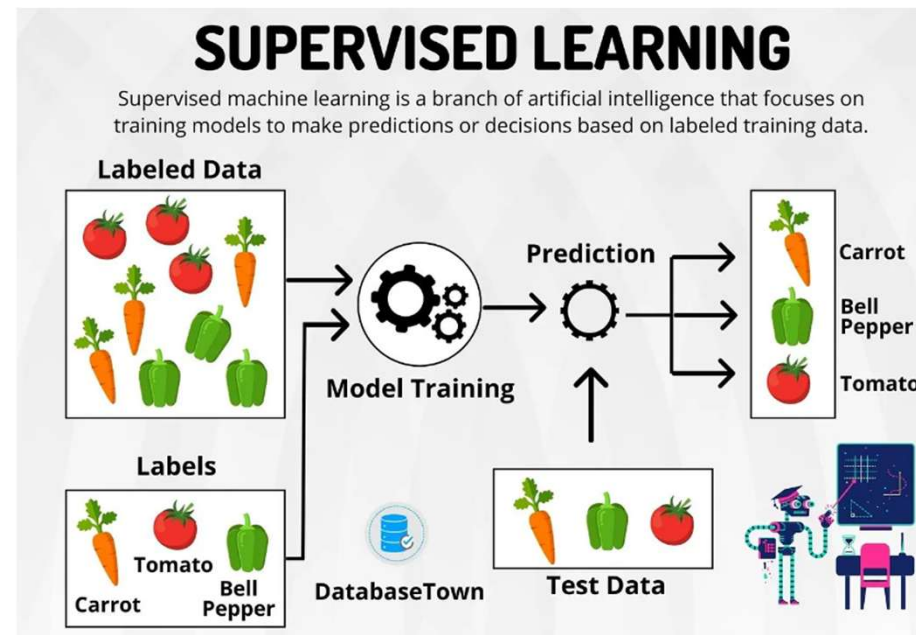 SUPERVISED LEARNING
Supervised machine learning is a branch of artificial intelligence that focuses on
training models to make predictions or decisions based on labeled training data.
Labeled Data
Prediction
Carrot
Bell
Pepper
Tomato
Model Training
Labels
Tomato
Carrot
Bell
Pepper
DatabaseTown
Test Data